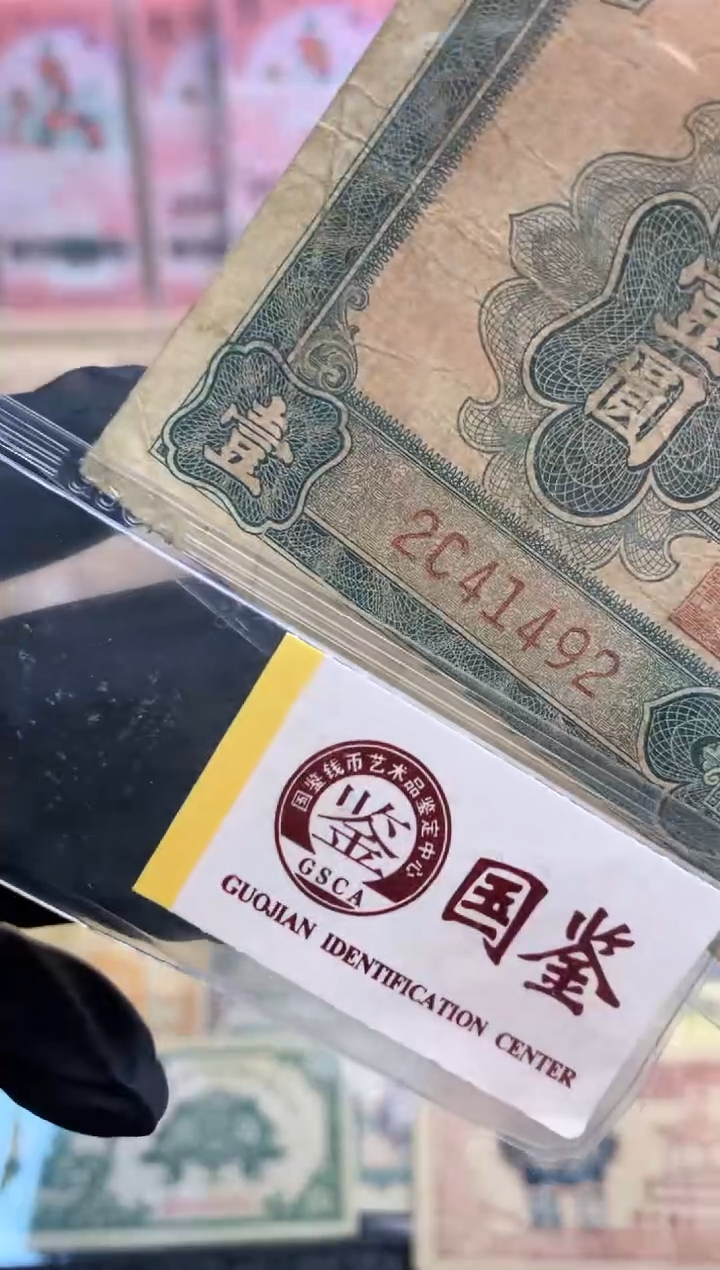 壹圓
壹
2C41492
国鉴钱币艺术品鉴定中心
鉴
GSCA
国鉴
GUOJIAN IDENTIFICATION CENTER